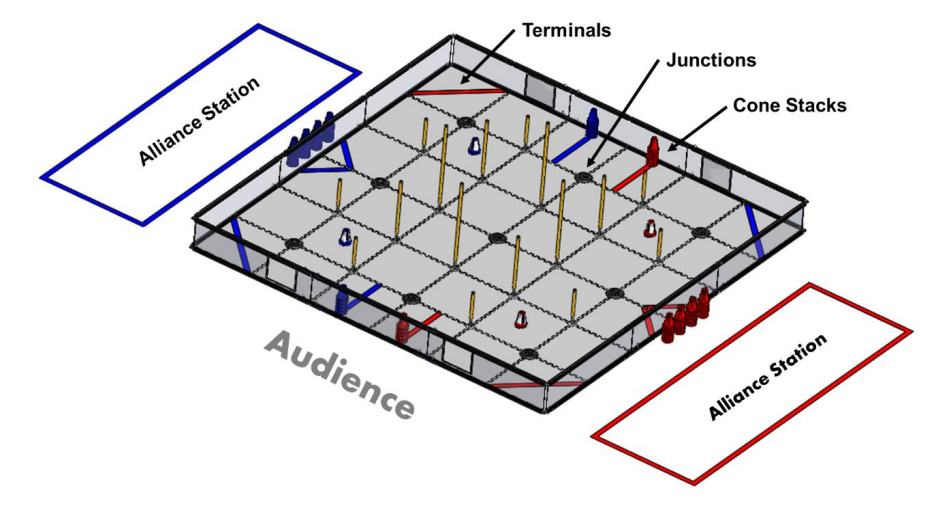 Terminals
Junctions
Cone Stacks
Alliance Station
Alliance Station
Audience